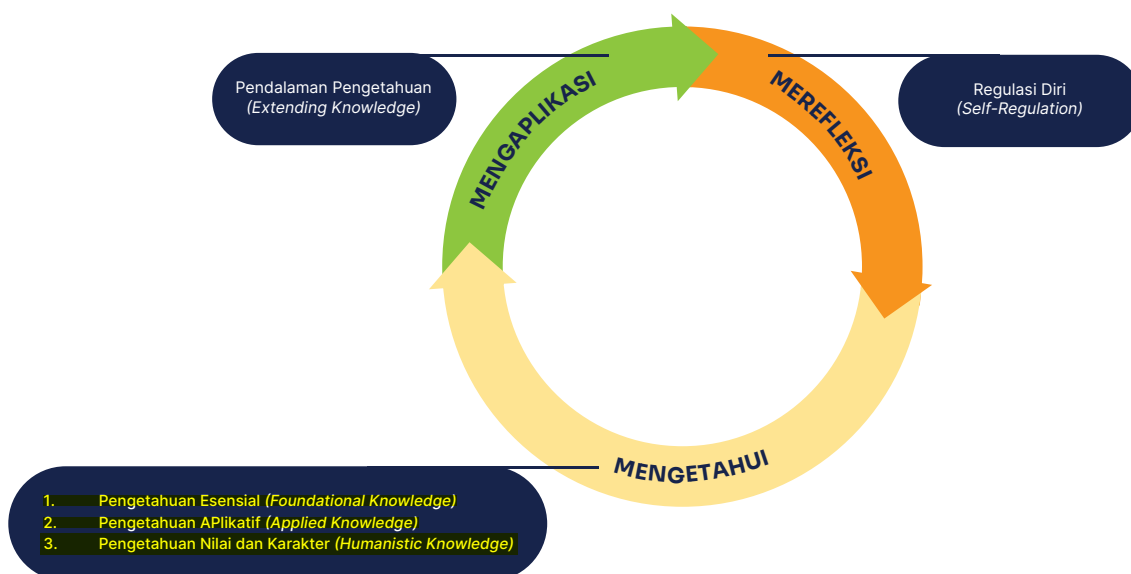 Pendalaman Pengetahuan
(Extending Knowledge)
MENGAPLIKASI
MEREFLEKSI
Regulasi Diri
(Self-Regulation)
MENGETAHUI
1. Pengetahuan Esensial (Foundational Knowledge)
2. Pengetahuan APlikatif (Applied Knowledge)
3. Pengetahuan Nilai dan Karakter (Humanistic Knowledge)